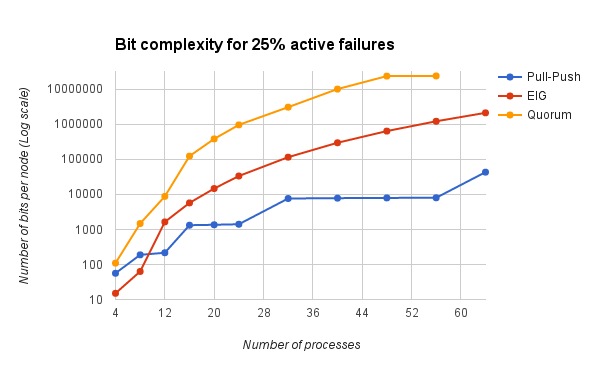 Bit complexity for 25% active failures
Number of bits per node (Log scale)
10000000
1000000
100000
10000
1000
100
10
4 12 20 28 36 44 52 60
Number of processes
Pull-Push
EIG
Quorum